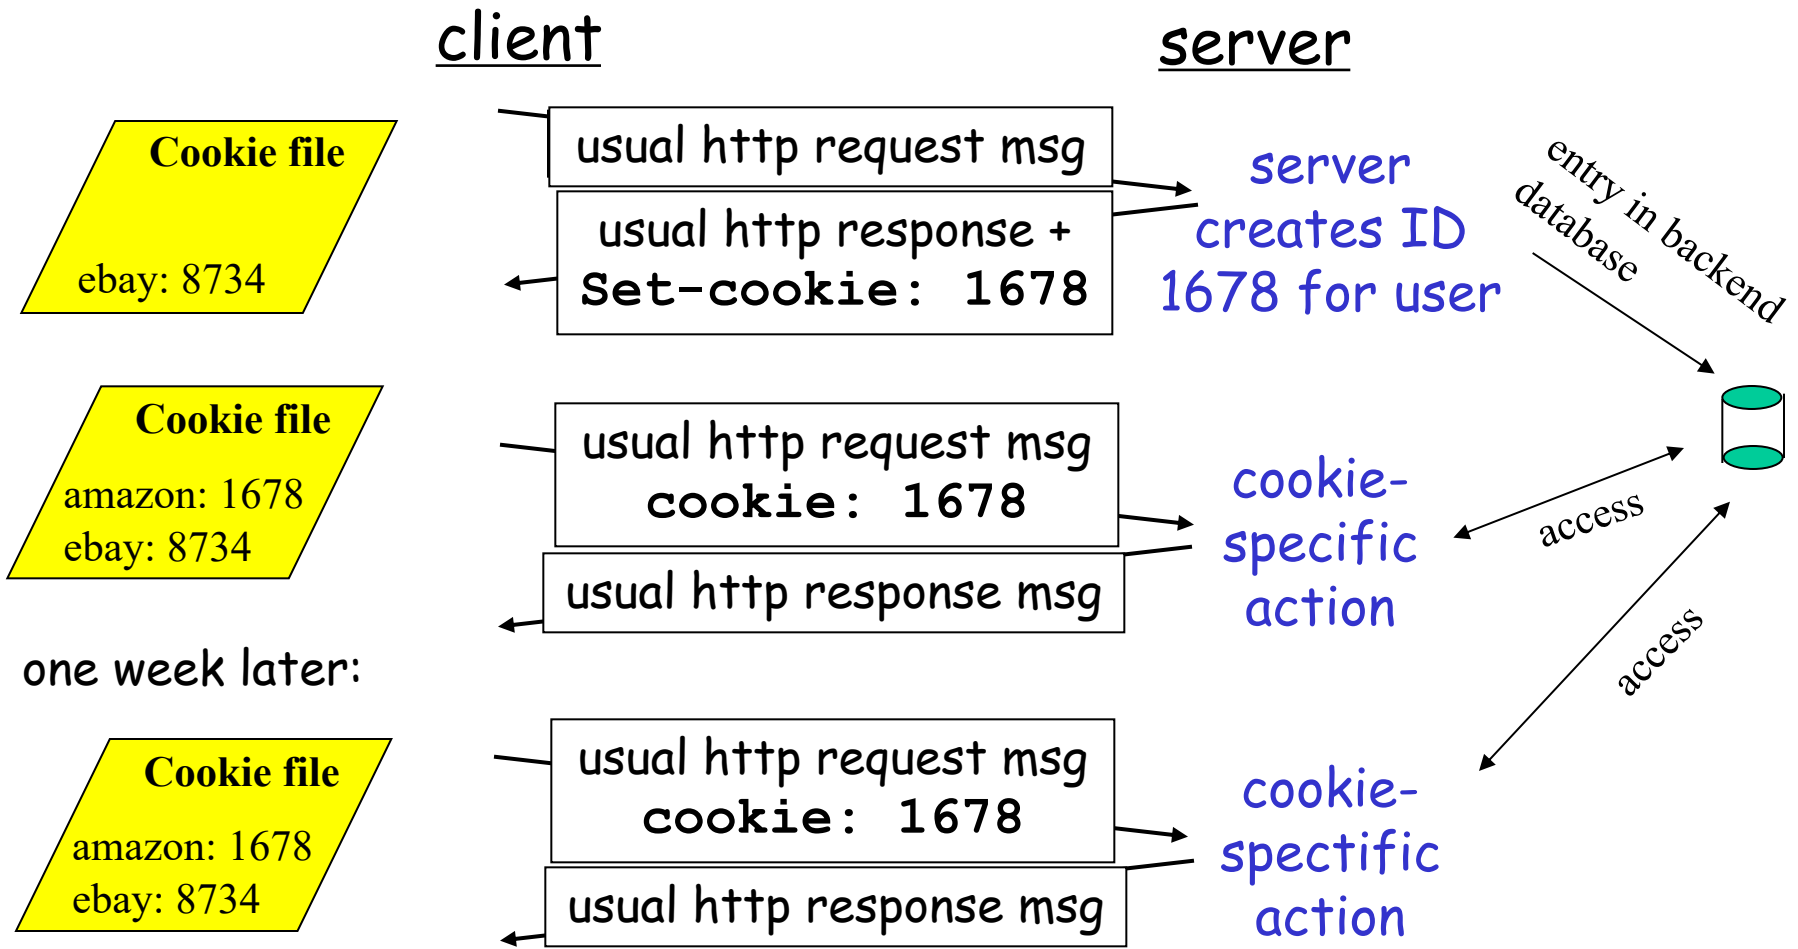 client
server
Cookie file
ebay: 8734
usual http request msg
usual http response +
Set-cookie: 1678
server
creates ID
1678 for user
entry in backend
database
Cookie file
amazon: 1678
ebay: 8734
usual http request msg
cookie: 1678
usual http response msg
cookie-
specific
action
access
access
one week later:
Cookie file
amazon: 1678
ebay: 8734
usual http request msg
cookie: 1678
usual http response msg
cookie-
spectific
action